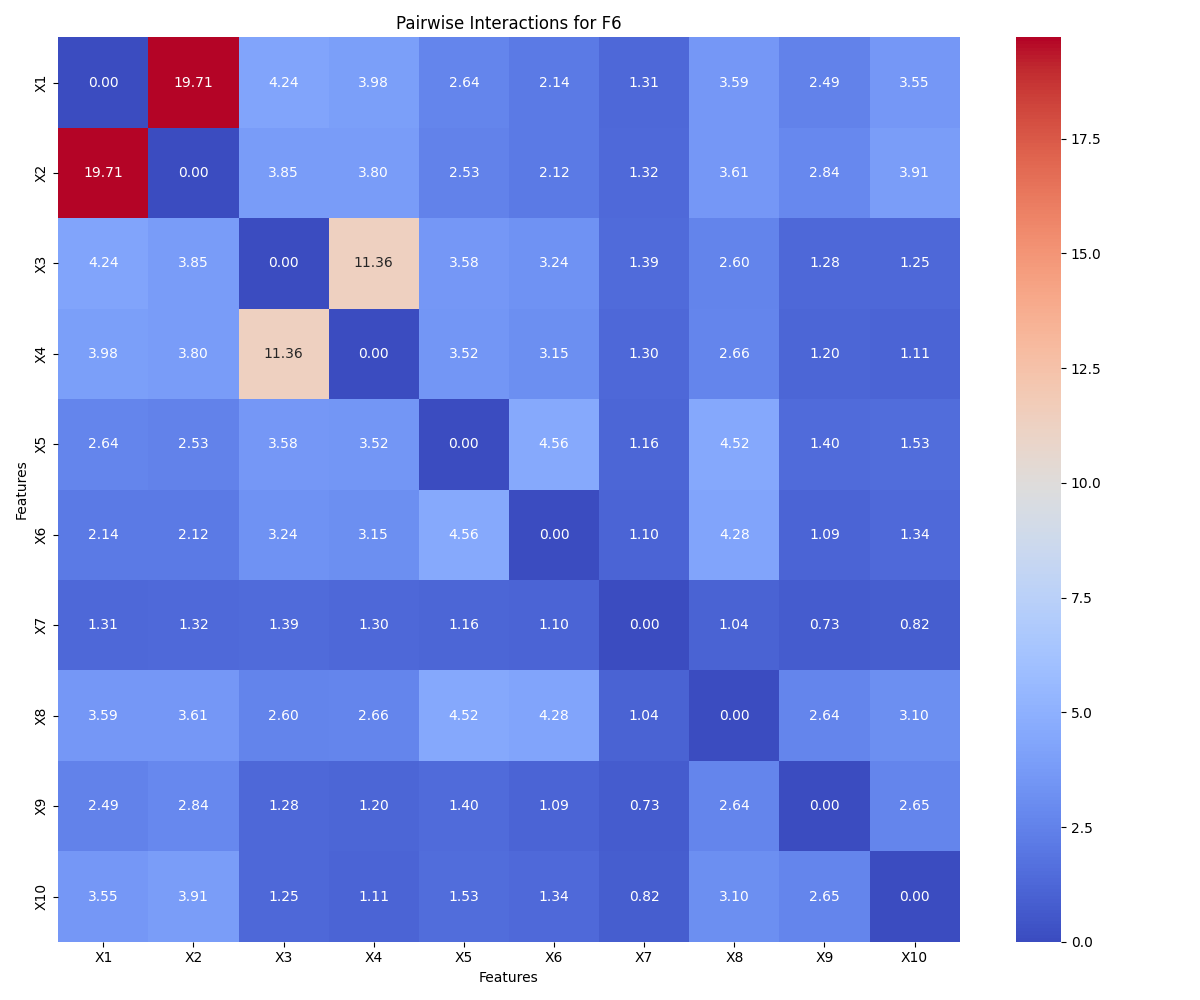 Pairwise Interactions for F6
X1 0.00 19.71 4.24 3.98 2.64 2.14 1.31 3.59 2.49 3.55
X2 19.71 0.00 3.85 3.80 2.53 2.12 1.32 3.61 2.84 3.91
X3 4.24 3.85 0.00 11.36 3.58 3.24 1.39 2.60 1.28 1.25
X4 3.98 3.80 11.36 0.00 3.52 3.15 1.30 2.66 1.20 1.11
X5 2.64 2.53 3.58 3.52 0.00 4.56 1.16 4.52 1.40 1.53
X6 2.14 2.12 3.24 3.15 4.56 0.00 1.10 4.28 1.09 1.34
X7 1.31 1.32 1.39 1.30 1.16 1.10 0.00 1.04 0.73 0.82
X8 3.59 3.61 2.60 2.66 4.52 4.28 1.04 0.00 2.64 3.10
X9 2.49 2.84 1.28 1.20 1.40 1.09 0.73 2.64 0.00 2.65
X10 3.55 3.91 1.25 1.11 1.53 1.34 0.82 3.10 2.65 0.00
X1 X2 X3 X4 X5 X6 X7 X8 X9 X10
Features
Features
17.5
15.0
12.5
10.0
7.5
5.0
2.5
0.0